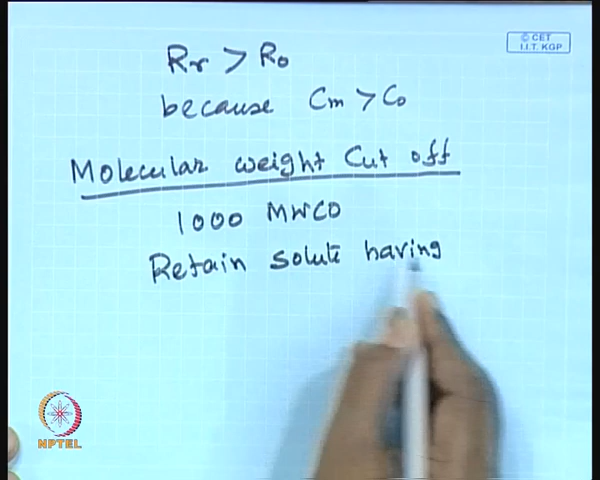 © CET
I.I.T. KGP
Rr > Ro
because Cm > Co
Molecular weight Cut off
1000 MWCO
Retain solute having
NPTEL